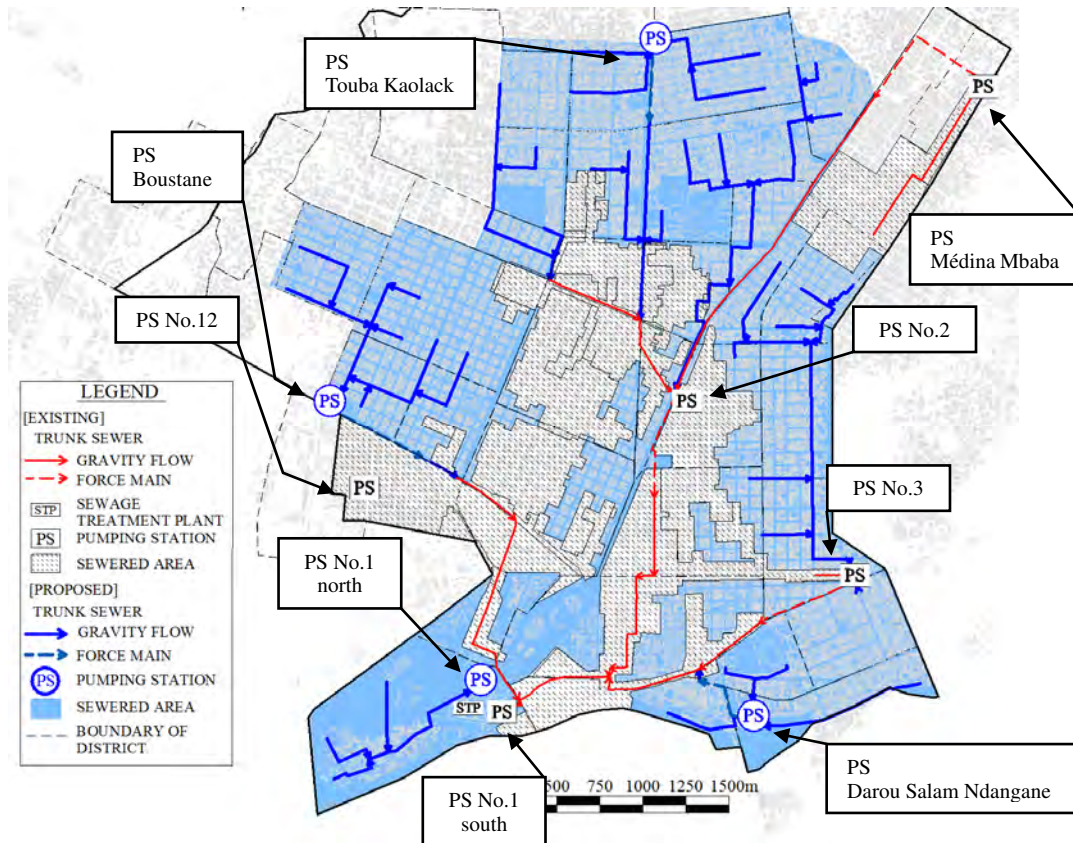 PS
Touba Kaolack
PS
PS
PS
Boustane
PS
Médina Mbaba
PS No.12
PS No.2
PS
PS
LEGEND
[EXISTING]
TRUNK SEWER
GRAVITY FLOW
FORCE MAIN
STP
SEWAGE
TREATMENT PLANT
PS
PUMPING STATION
SEWERED AREA
[PROPOSED]
TRUNK SEWER
GRAVITY FLOW
FORCE MAIN
PS
PUMPING STATION
SEWERED AREA
BOUNDARY OF
DISTRICT
PS
PS No.3
PS No.1
north
PS
PS
STP
PS
PS
PS
Darou Salam Ndangane
PS No.1
south
500 750 1000 1250 1500m